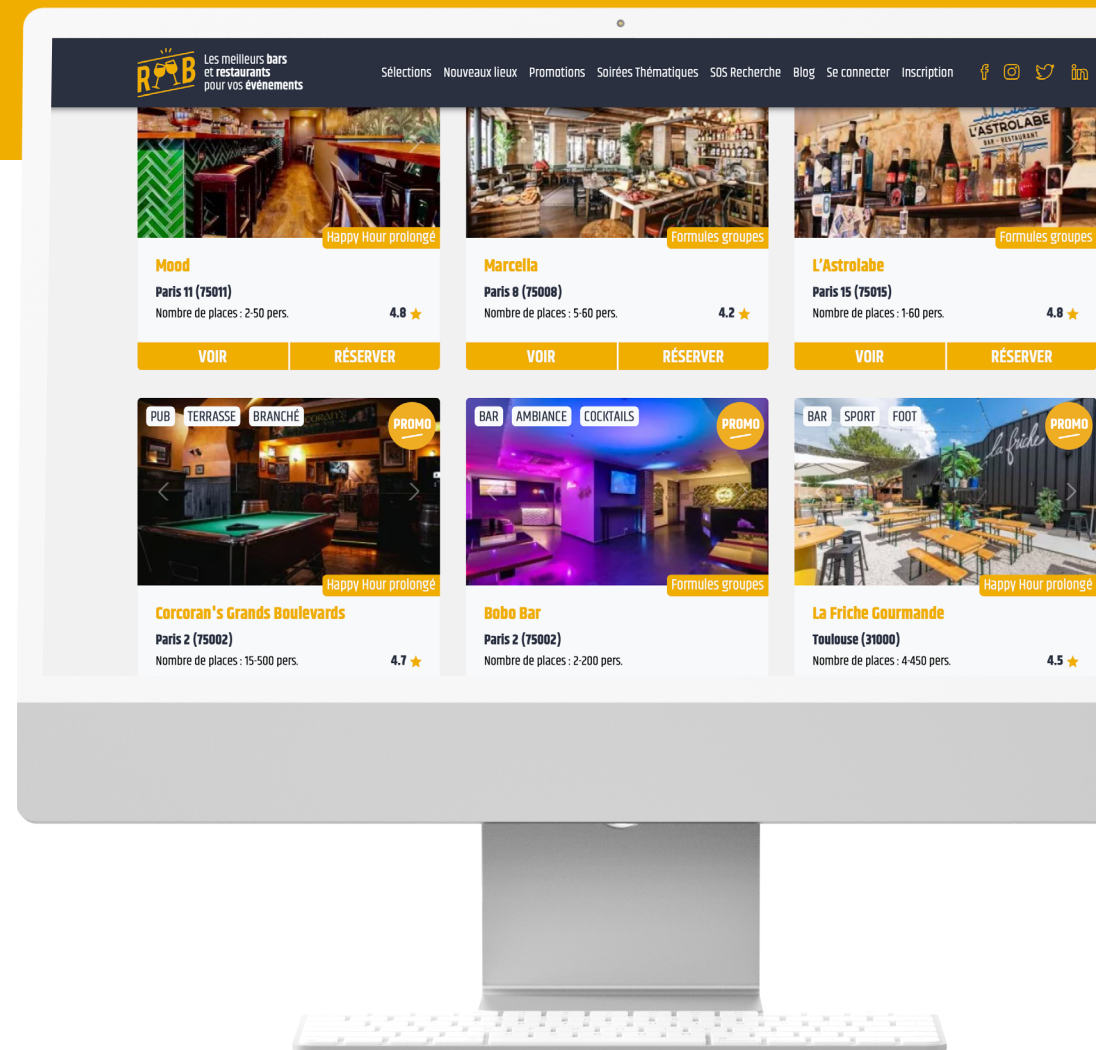 R B
Les meilleurs bars
et restaurants
pour vos événements
Sélections Nouveaux lieux Promotions Soirées Thématiques SOS Recherche Blog Se connecter Inscription
L'ASTROLABE
BAR - RESTAURANT
Happy Hour prolongé
Formules groupes
Formules groupes
Mood
Paris 11 (75011)
Nombre de places : 2-50 pers.
4.8
VOIR
RÉSERVER
Marcella
Paris 8 (75008)
Nombre de places : 5-60 pers.
4.2
VOIR
RÉSERVER
L'Astrolabe
Paris 15 (75015)
Nombre de places : 1-60 pers.
4.8
VOIR
RÉSERVER
PUB TERRASSE BRANCHÉ
PROMO
Happy Hour prolongé
Corcoran's Grands Boulevards
Paris 2 (75002)
Nombre de places : 15-500 pers.
4.7
BAR AMBIANCE COCKTAILS
PROMO
Formules groupes
Bobo Bar
Paris 2 (75002)
Nombre de places : 2-200 pers.
BAR SPORT FOOT
PROMO
la friche
Happy Hour prolongé
La Friche Gourmande
Toulouse (31000)
Nombre de places : 4-450 pers.
4.5